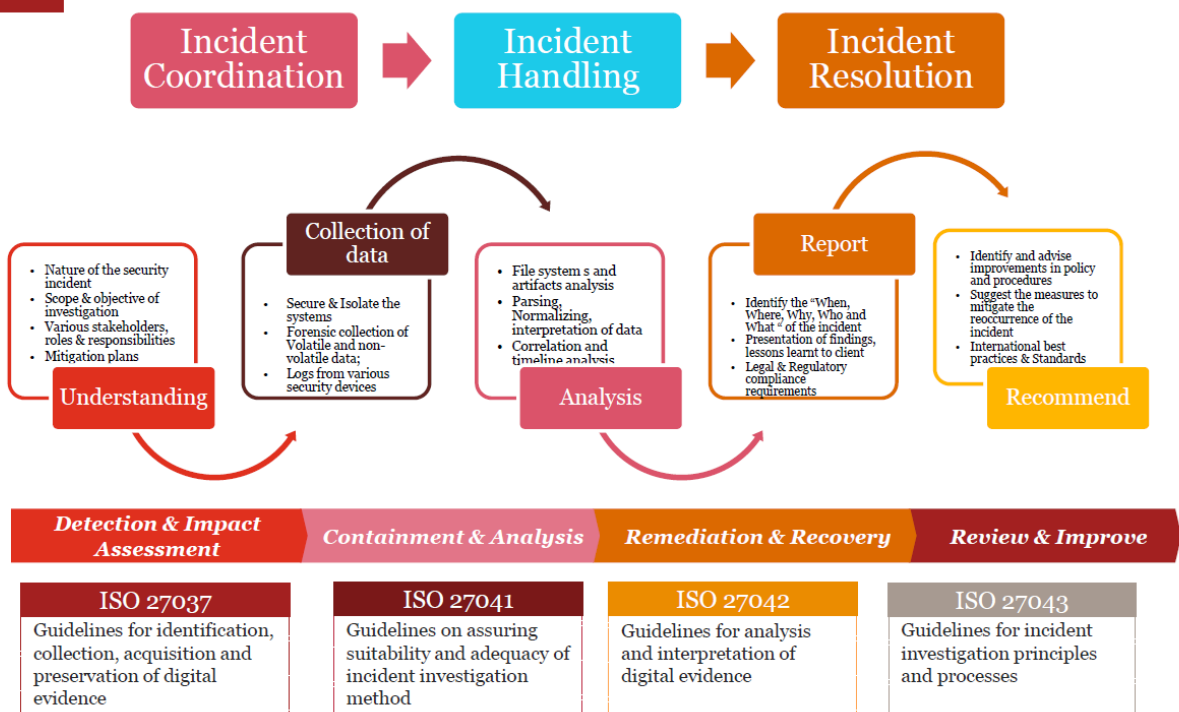 Incident
Coordination
Incident
Handling
Incident
Resolution
• Nature of the security
incident
• Scope & objective of
investigation
• Various stakeholders,
roles & responsibilities
• Mitigation plans
Understanding
Collection of
data
• Secure & Isolate the
systems
• Forensic collection of
Volatile and non-
volatile data;
• Logs from various
security devices
• File system s and
artifacts analysis
• Parsing,
Normalizing,
interpretation of data
• Correlation and
timeline analysis
Analysis
Report
• Identify the “When,
Where, Why, Who and
What “ of the incident
• Presentation of findings,
lessons learnt to client
• Legal & Regulatory
compliance
requirements
• Identify and advise
improvements in policy
and procedures
• Suggest the measures to
mitigate the
reoccurrence of the
incident
• International best
practices & Standards
Recommend
Detection & Impact
Assessment
Containment & Analysis
Remediation & Recovery
Review & Improve
ISO 27037
Guidelines for identification,
collection, acquisition and
preservation of digital
evidence
ISO 27041
Guidelines on assuring
suitability and adequacy of
incident investigation
method
ISO 27042
Guidelines for analysis
and interpretation of
digital evidence
ISO 27043
Guidelines for incident
investigation principles
and processes